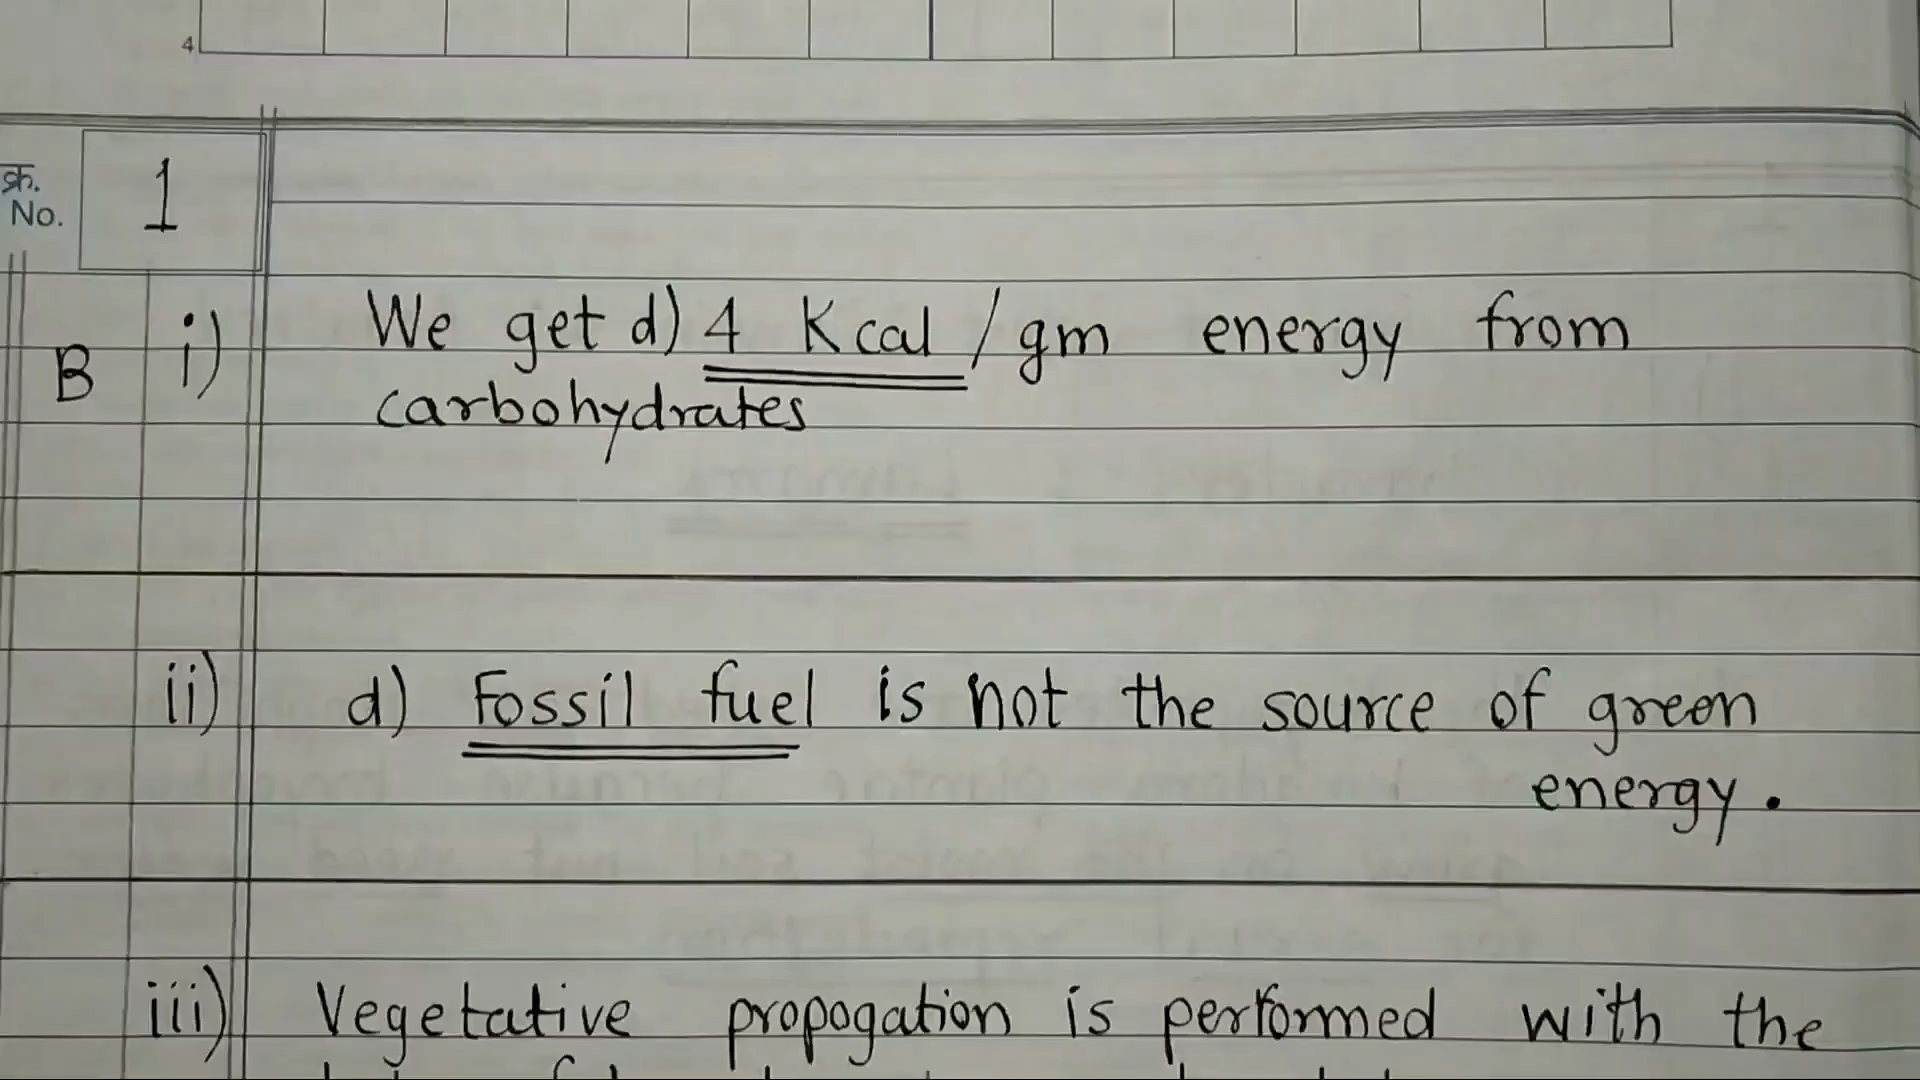 4
क्र.
No.
1
B i) We get d) 4 Kcal / gm energy from
carbohydrates
ii) d) Fossil fuel is not the source of green
energy.
iii) Vegetative propogation is performed with the